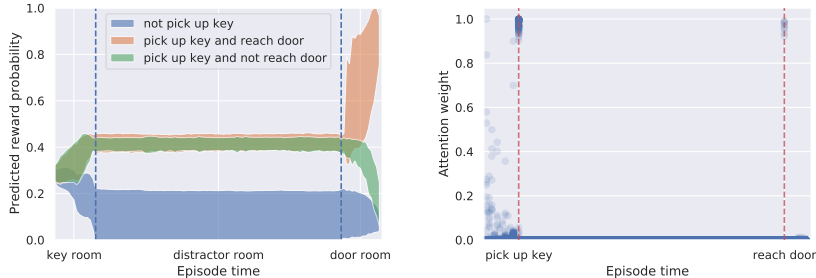 Predicted reward probability
1.0
0.8
0.6
0.4
0.2
0.0
not pick up key
pick up key and reach door
pick up key and not reach door
key room
distractor room
door room
Episode time
Attention weight
1.0
0.8
0.6
0.4
0.2
0.0
pick up key
reach door
Episode time